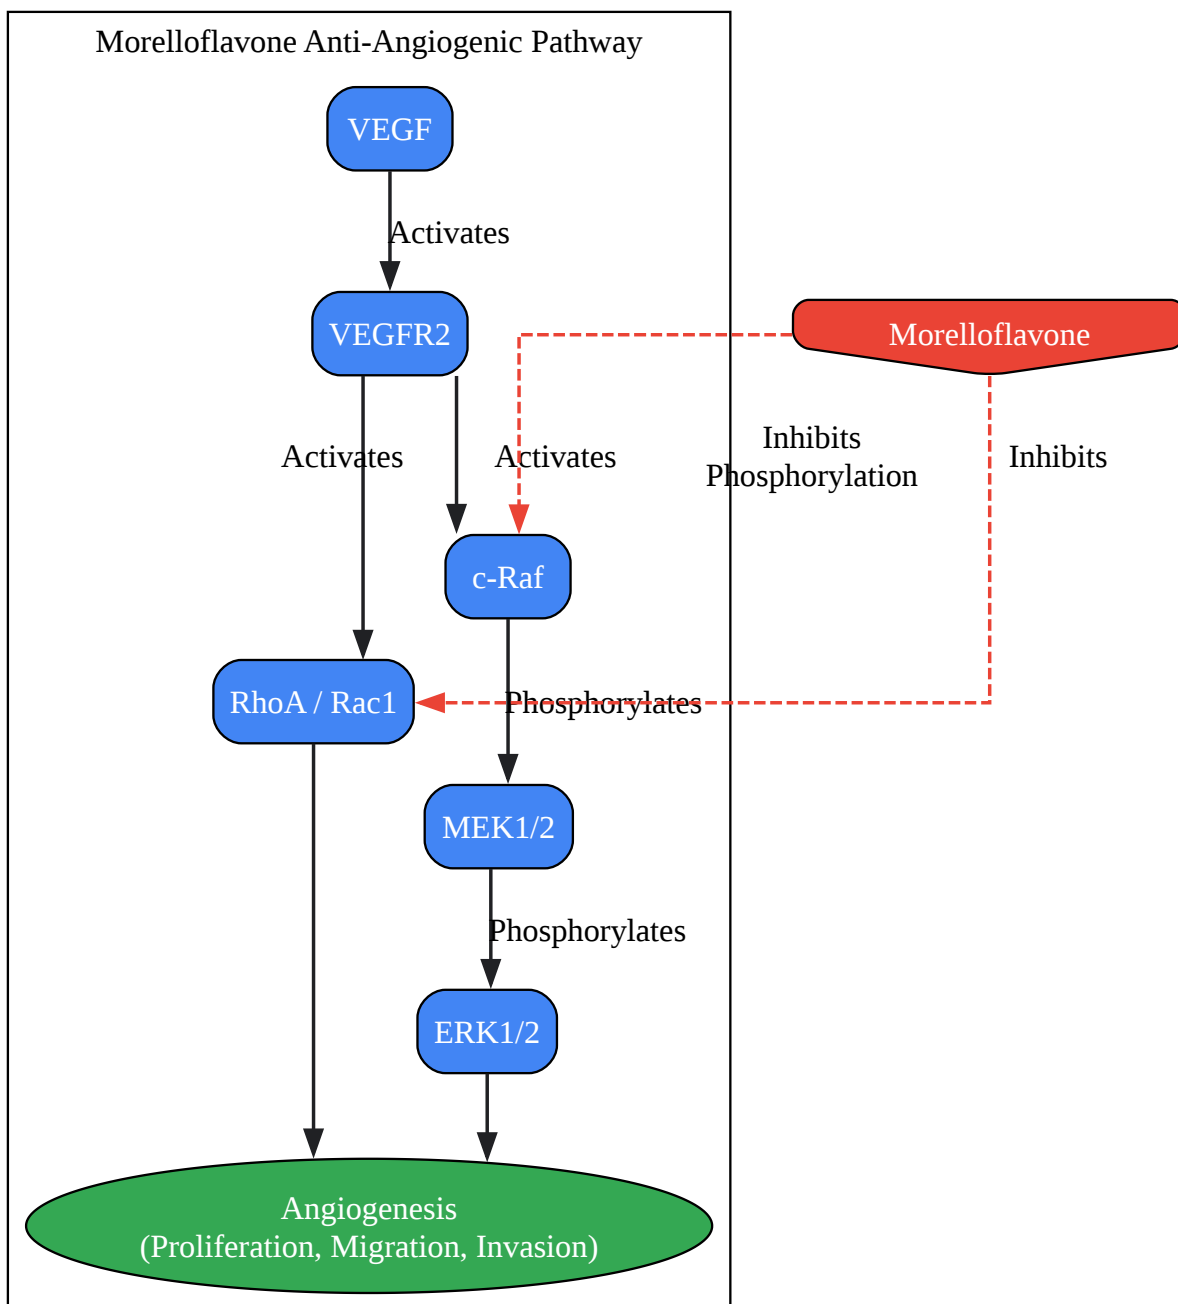 Morelloflavone Anti-Angiogenic Pathway
VEGF
Activates
VEGFR2
Morelloflavone
Activates
Activates
Inhibits
Phosphorylation
Inhibits
c-Raf
RhoA / Rac1
Phosphorylates
MEK1/2
Phosphorylates
ERK1/2
Angiogenesis
(Proliferation, Migration, Invasion)